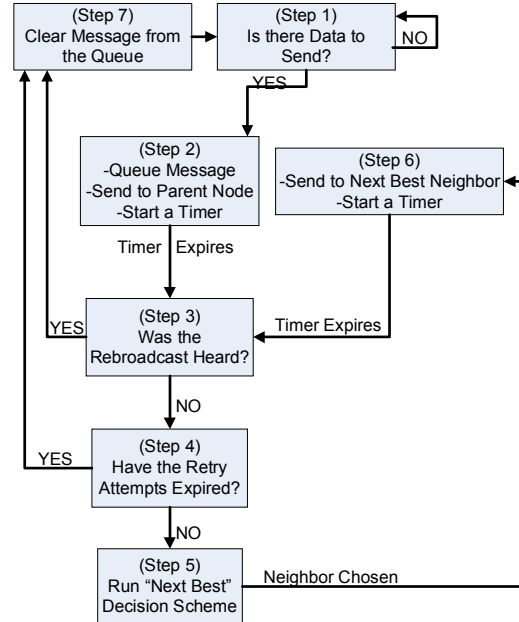 (Step 7)
Clear Message from
the Queue
(Step 1)
Is there Data to
Send?
NO
YES
(Step 2)
-Queue Message
-Send to Parent Node
-Start a Timer
(Step 6)
-Send to Next Best Neighbor
-Start a Timer
Timer Expires
(Step 3)
Was the
Rebroadcast Heard?
YES
Timer Expires
NO
(Step 4)
Have the Retry
Attempts Expired?
YES
NO
(Step 5)
Run “Next Best”
Decision Scheme
Neighbor Chosen